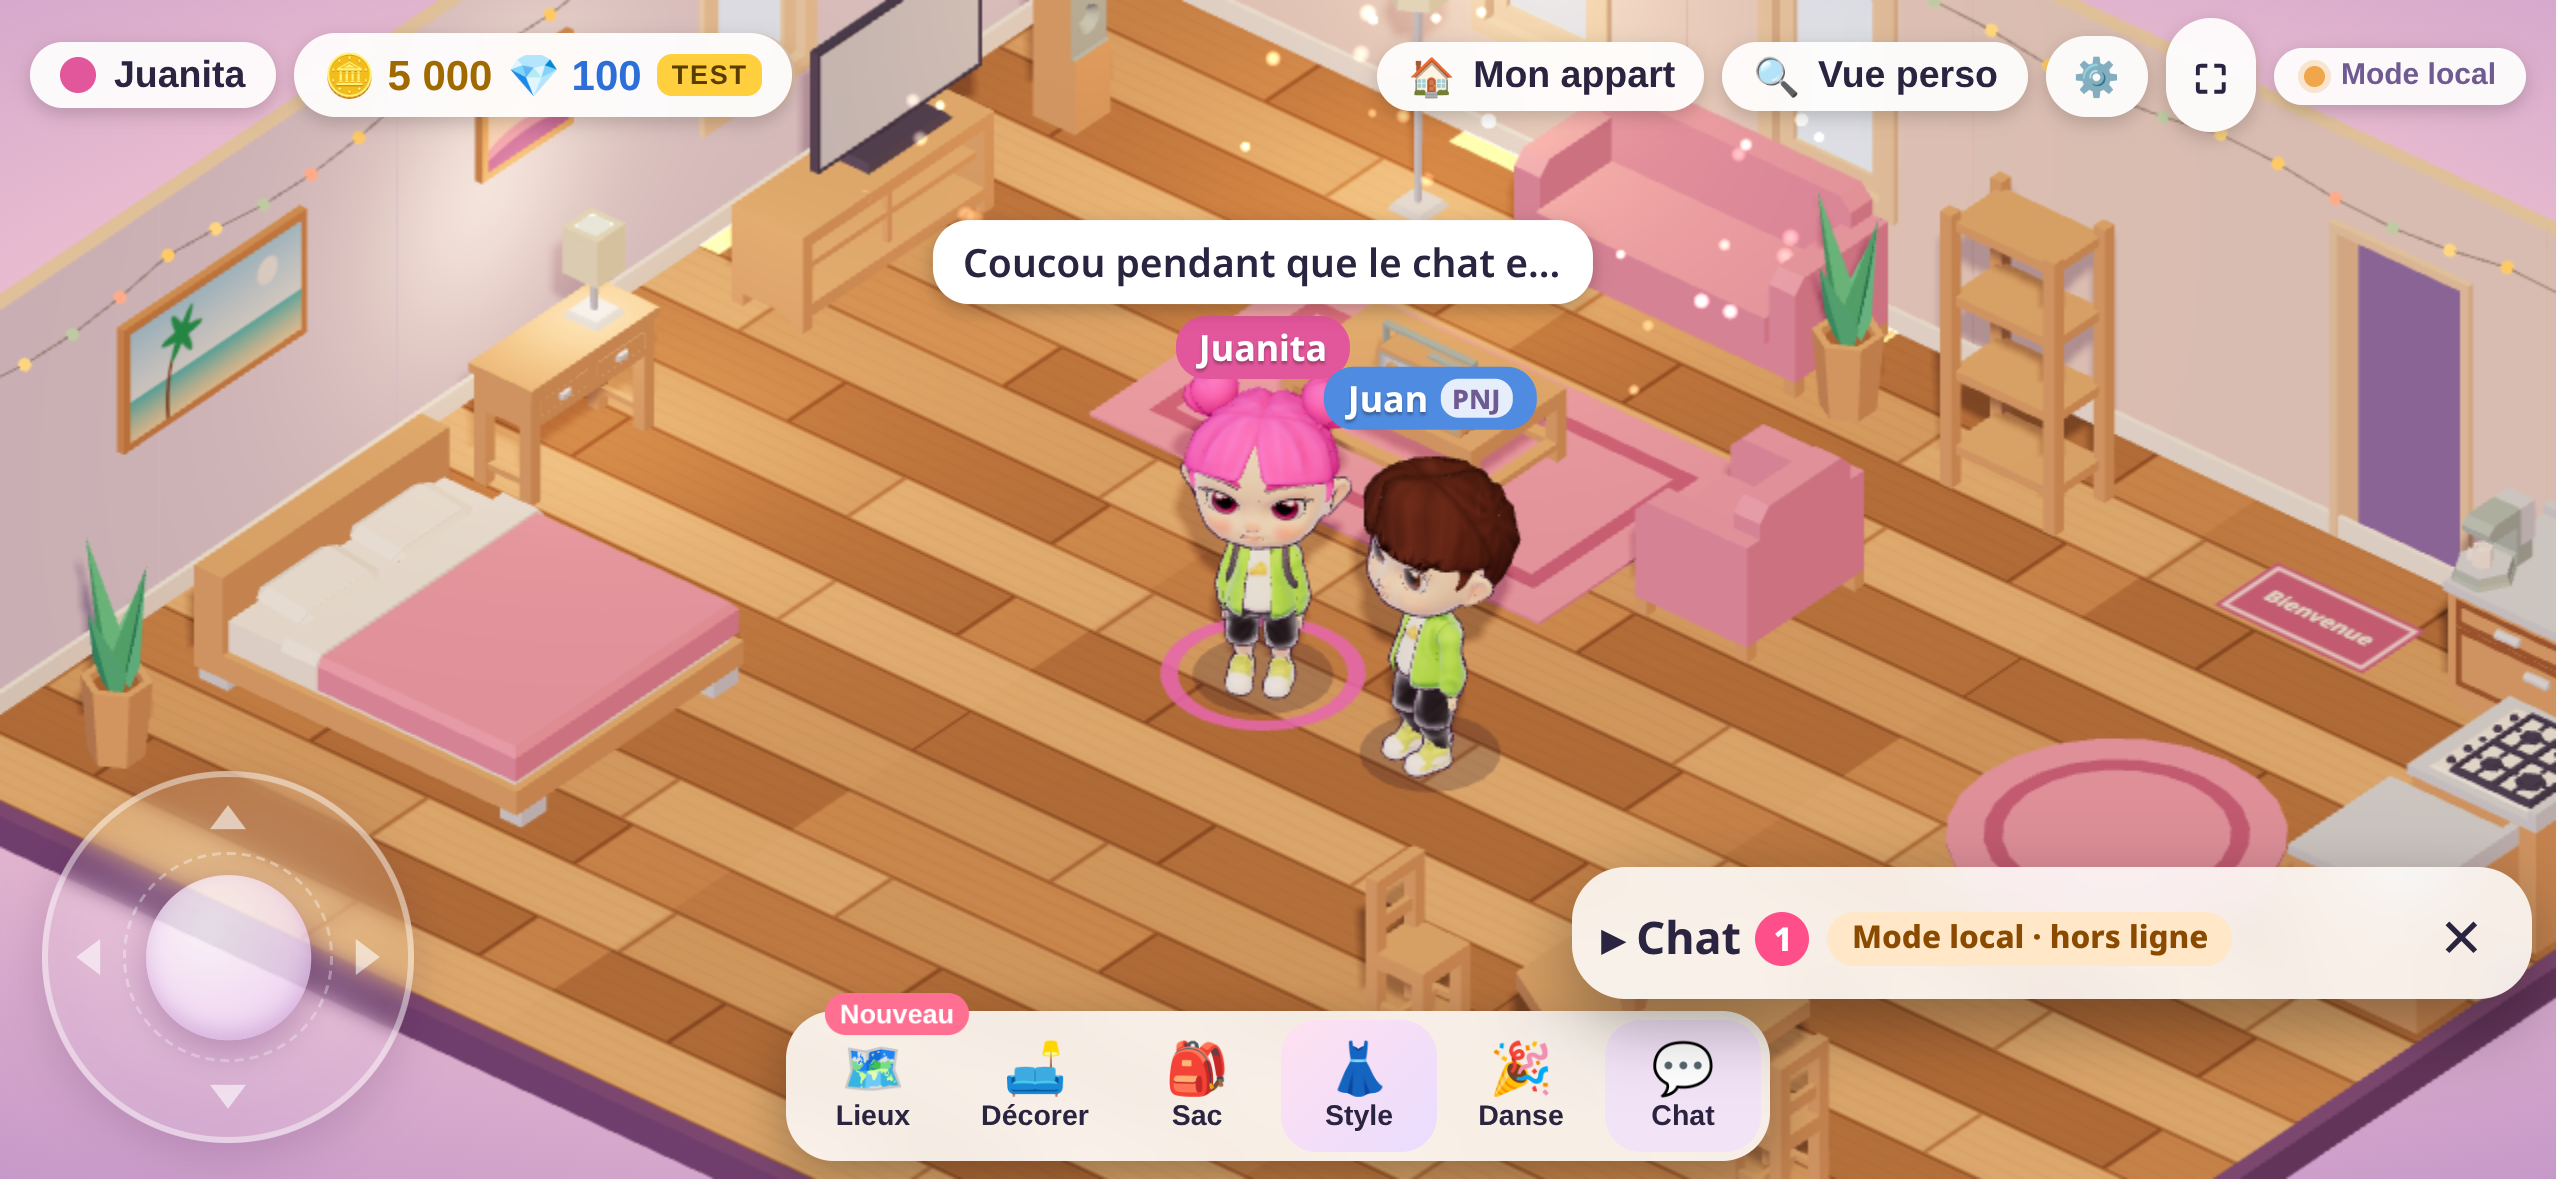 Juanita
5 000 100 TEST
Mon appart
Vue perso
Mode local
Coucou pendant que le chat e...
Juanita
Juan PNJ
Bienvenue
Chat 1 Mode local · hors ligne
Nouveau
Lieux
Décorer
Sac
Style
Danse
Chat